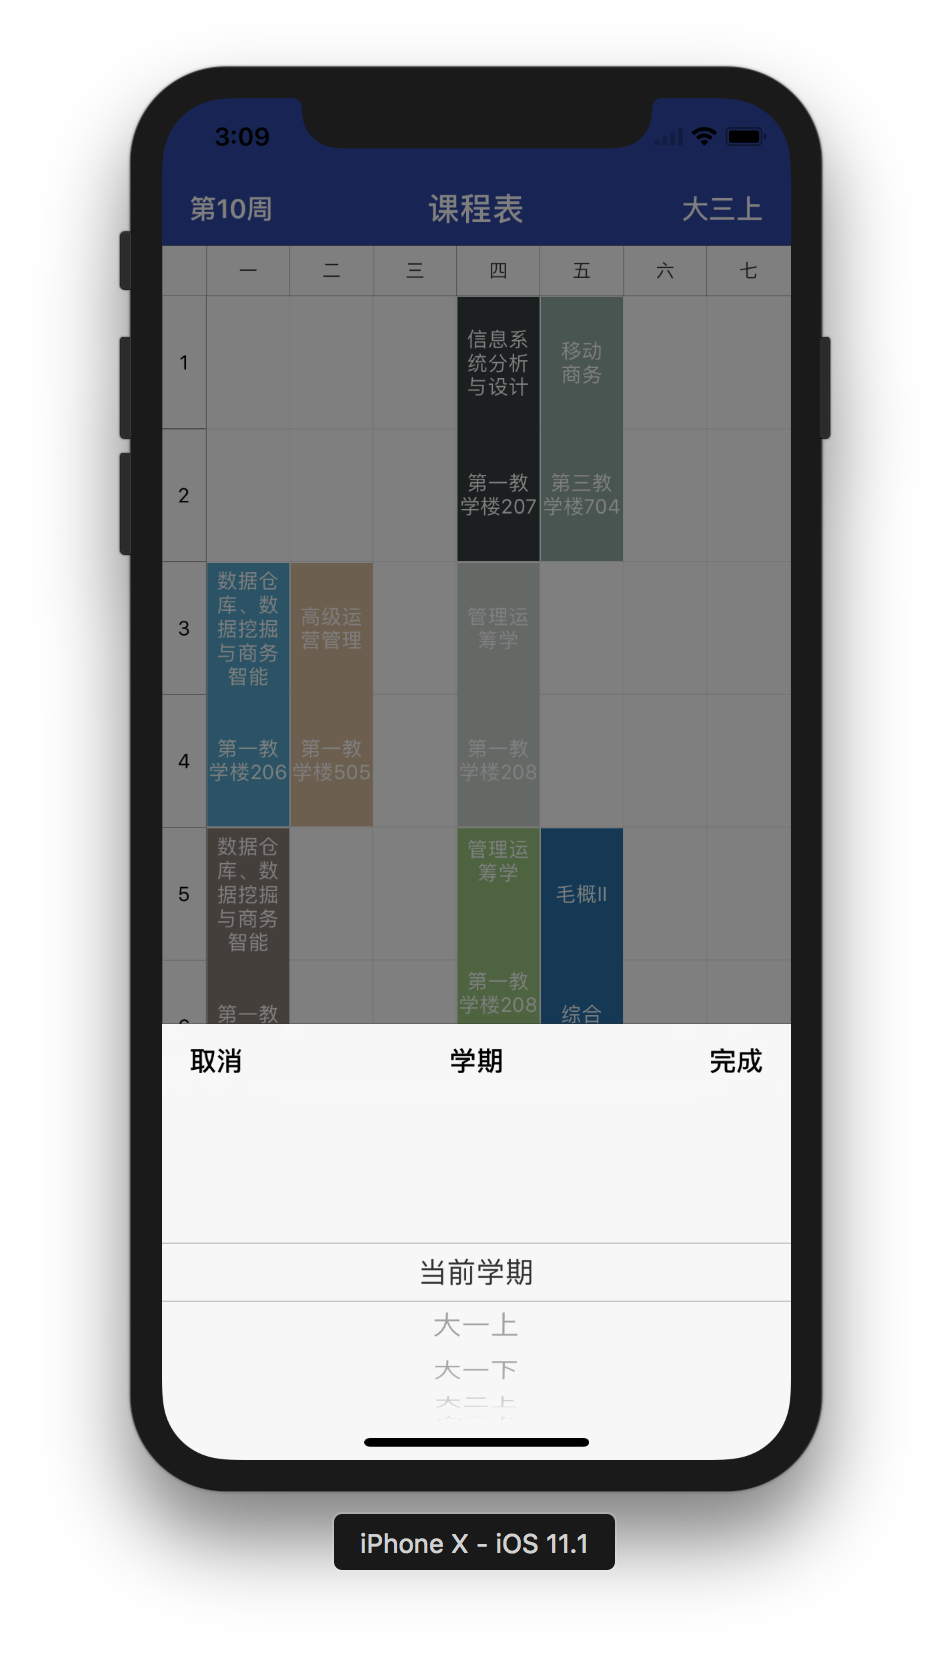 3:09
第10周
课程表
大三上
一 二 三 四 五 六 七
1
信息系
统分析
与设计
移动
商务
2
第一教
学楼207
第三教
学楼704
3
数据仓
库、数
据挖掘
与商务
智能
高级运
营管理
管理运
筹学
4
第一教
学楼206
第一教
学楼505
第一教
学楼208
5
数据仓
库、数
据挖掘
与商务
智能
管理运
筹学
毛概II
第一教
第一教
学楼208
综合
取消
学期
完成
当前学期
大一上
大一下
iPhone X - iOS 11.1